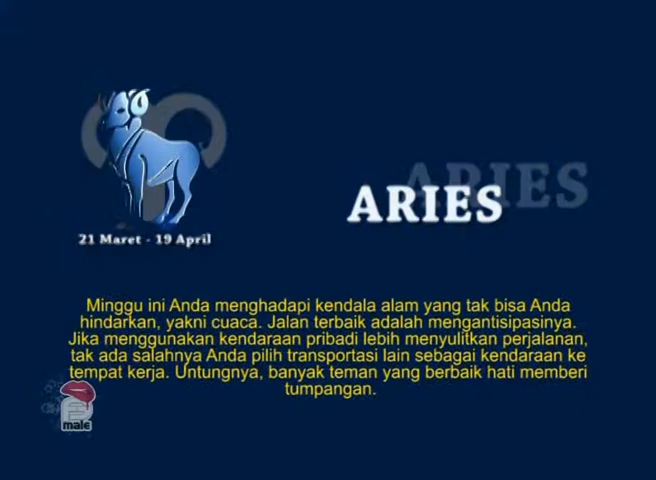 ARIES
ARIES
21 Maret - 19 April
Minggu ini Anda menghadapi kendala alam yang tak bisa Anda
hindarkan, yakni cuaca. Jalan terbaik adalah mengantisipasinya.
Jika menggunakan kendaraan pribadi lebih menyulitkan perjalanan,
tak ada salahnya Anda pilih transportasi lain sebagai kendaraan ke
tempat kerja. Untungnya, banyak teman yang berbaik hati memberi
tumpangan.
male